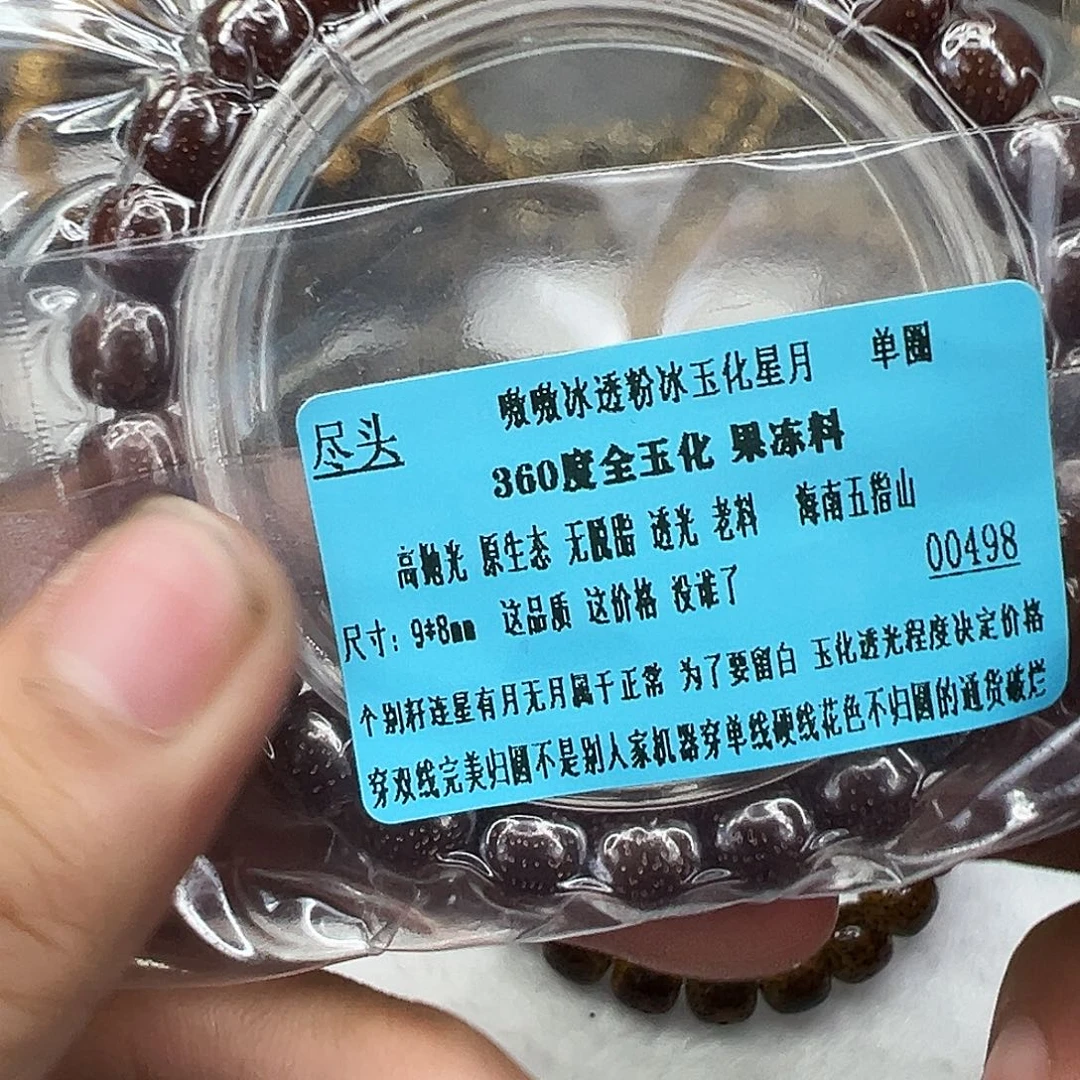 嗷嗷冰透粉冰玉化星月 单圈
尽头
360度全玉化 果冻料
高抛光 原生态 无脱脂 透光 老料 海南五指山
00498
尺寸：9*8mm 这品质 这价格 没谁了
个别籽连星有月无月属于正常 为了要留白 玉化透光程度决定价格
穿双线完美归圆不是别人家机器穿单线硬线花色不归圆的通货破烂